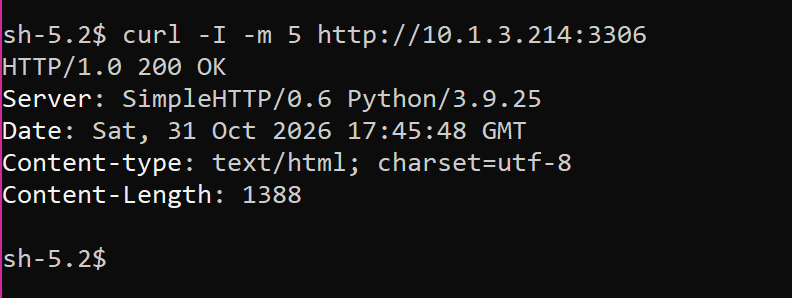 sh-5.2$ curl -I -m 5 http://10.1.3.214:3306
HTTP/1.0 200 OK
Server: SimpleHTTP/0.6 Python/3.9.25
Date: Sat, 31 Oct 2026 17:45:48 GMT
Content-type: text/html; charset=utf-8
Content-Length: 1388
sh-5.2$